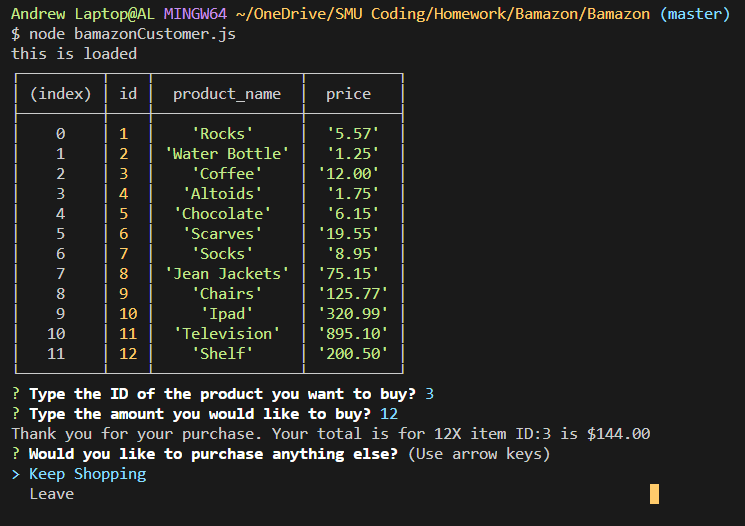 Andrew Laptop@AL MINGW64 ~/OneDrive/SMU Coding/Homework/Bamazon/Bamazon (master)
$ node bamazonCustomer.js
this is loaded
(index) id product_name price
0 1 'Rocks' '5.57'
1 2 'Water Bottle' '1.25'
2 3 'Coffee' '12.00'
3 4 'Altoids' '1.75'
4 5 'Chocolate' '6.15'
5 6 'Scarves' '19.55'
6 7 'Socks' '8.95'
7 8 'Jean Jackets' '75.15'
8 9 'Chairs' '125.77'
9 10 'Ipad' '320.99'
10 11 'Television' '895.10'
11 12 'Shelf' '200.50'
? Type the ID of the product you want to buy? 3
? Type the amount you would like to buy? 12
Thank you for your purchase. Your total is for 12X item ID:3 is $144.00
? Would you like to purchase anything else? (Use arrow keys)
> Keep Shopping
Leave